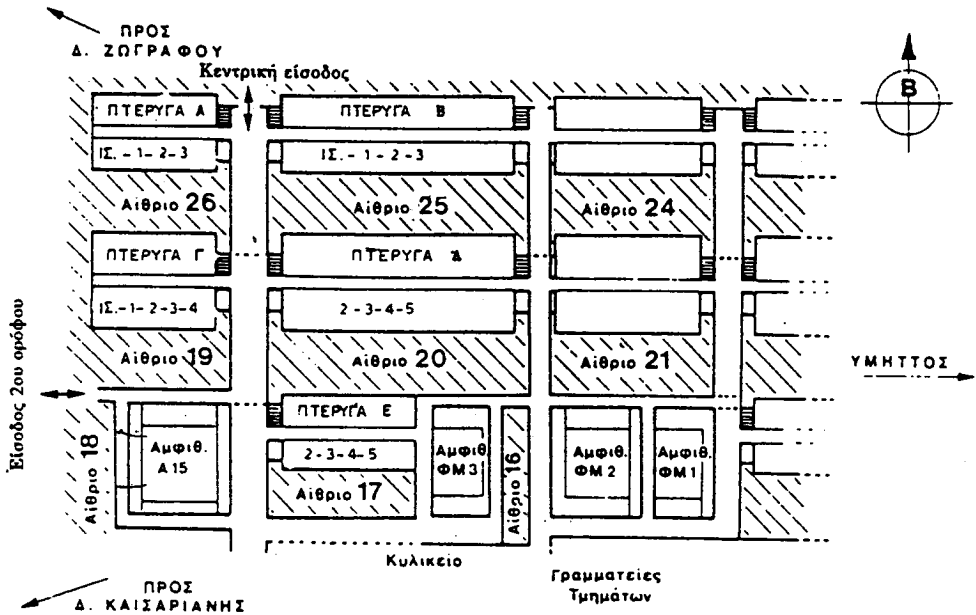 ΠΡΟΣ
Δ. ΖΩΓΡΑΦΟΥ
Κεντρική είσοδος
Β
ΠΤΕΡΥΓΑ Α
ΠΤΕΡΥΓΑ Β
ΙΣ.-1-2-3
ΙΣ.-1-2-3
Αίθριο 26
Αίθριο 25
Αίθριο 24
ΠΤΕΡΥΓΑ Γ
ΠΤΕΡΥΓΑ Δ
ΙΣ.-1-2-3-4
2-3-4-5
Αίθριο 19
Αίθριο 20
Αίθριο 21
ΥΜΗΤΤΟΣ
Είσοδος 2ου ορόφου
ΠΤΕΡΥΓΑ Ε
Αίθριο 18
Αμφιθ.
Α15
2-3-4-5
Αίθριο 17
Αμφιθ.
ΦΜ3
Αίθριο 16
Αμφιθ.
ΦΜ2
Αμφιθ.
ΦΜ1
Κυλικείο
Γραμματείες
Τμημάτων
ΠΡΟΣ
Δ. ΚΑΙΣΑΡΙΑΝΗΣ